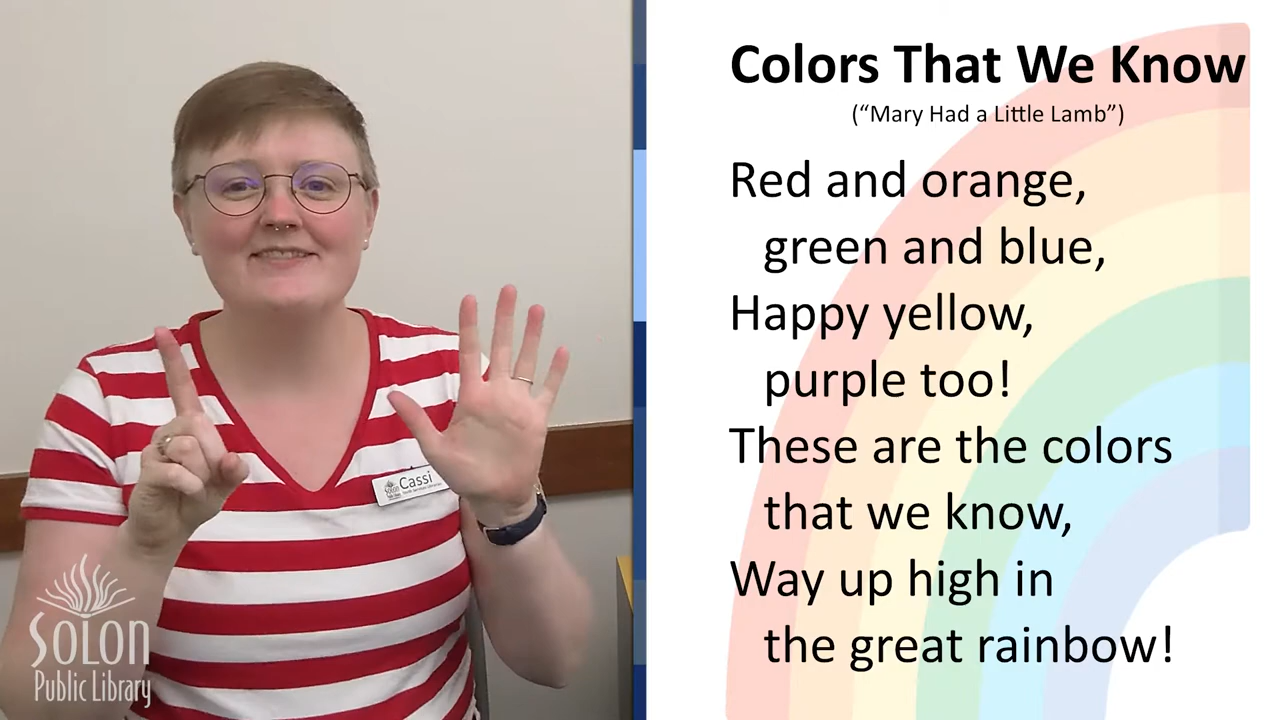 Colors That We Know
(“Mary Had a Little Lamb”)
Red and orange,
green and blue,
Happy yellow,
purple too!
These are the colors
that we know,
Way up high in
the great rainbow!
Cassi
SOLON
Public Library